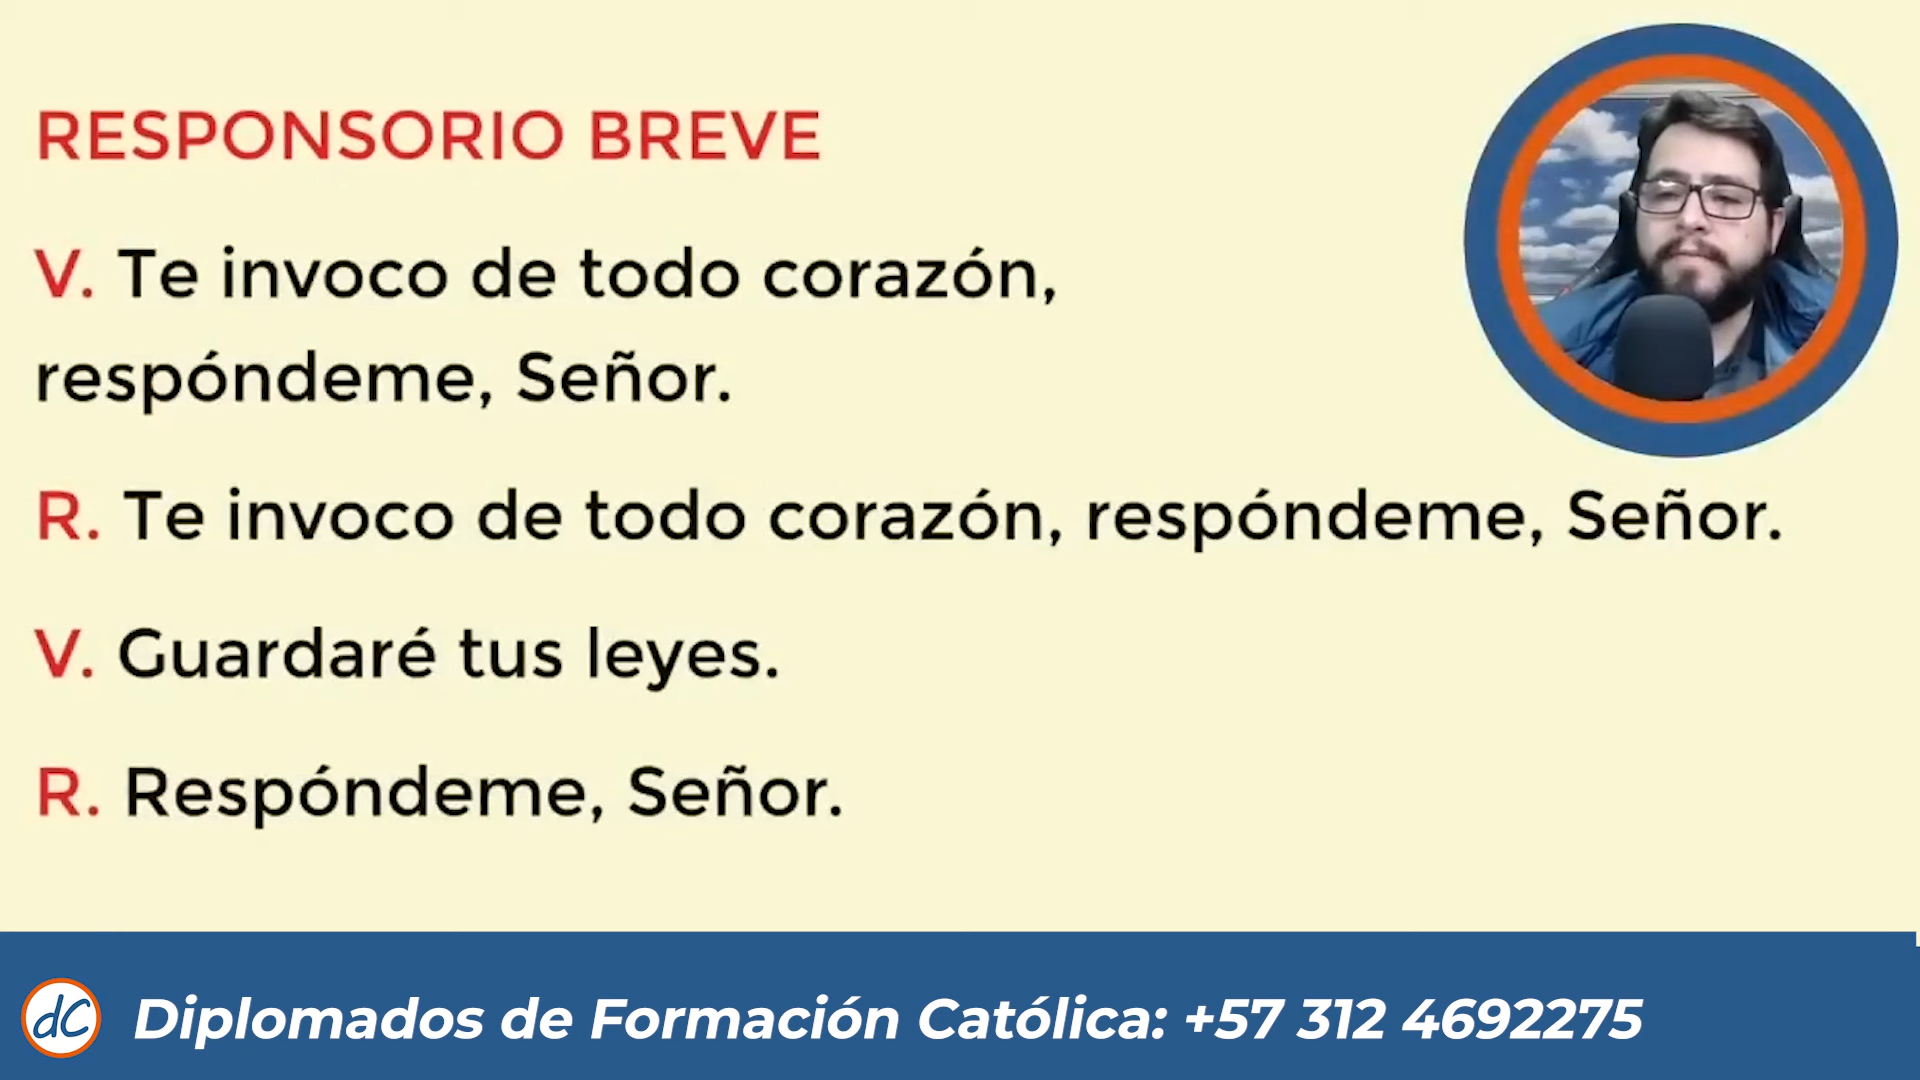 RESPONSORIO BREVE
V. Te invoco de todo corazón,
respóndeme, Señor.
R. Te invoco de todo corazón, respóndeme, Señor.
V. Guardaré tus leyes.
R. Respóndeme, Señor.
dC Diplomados de Formación Católica: +57 312 4692275